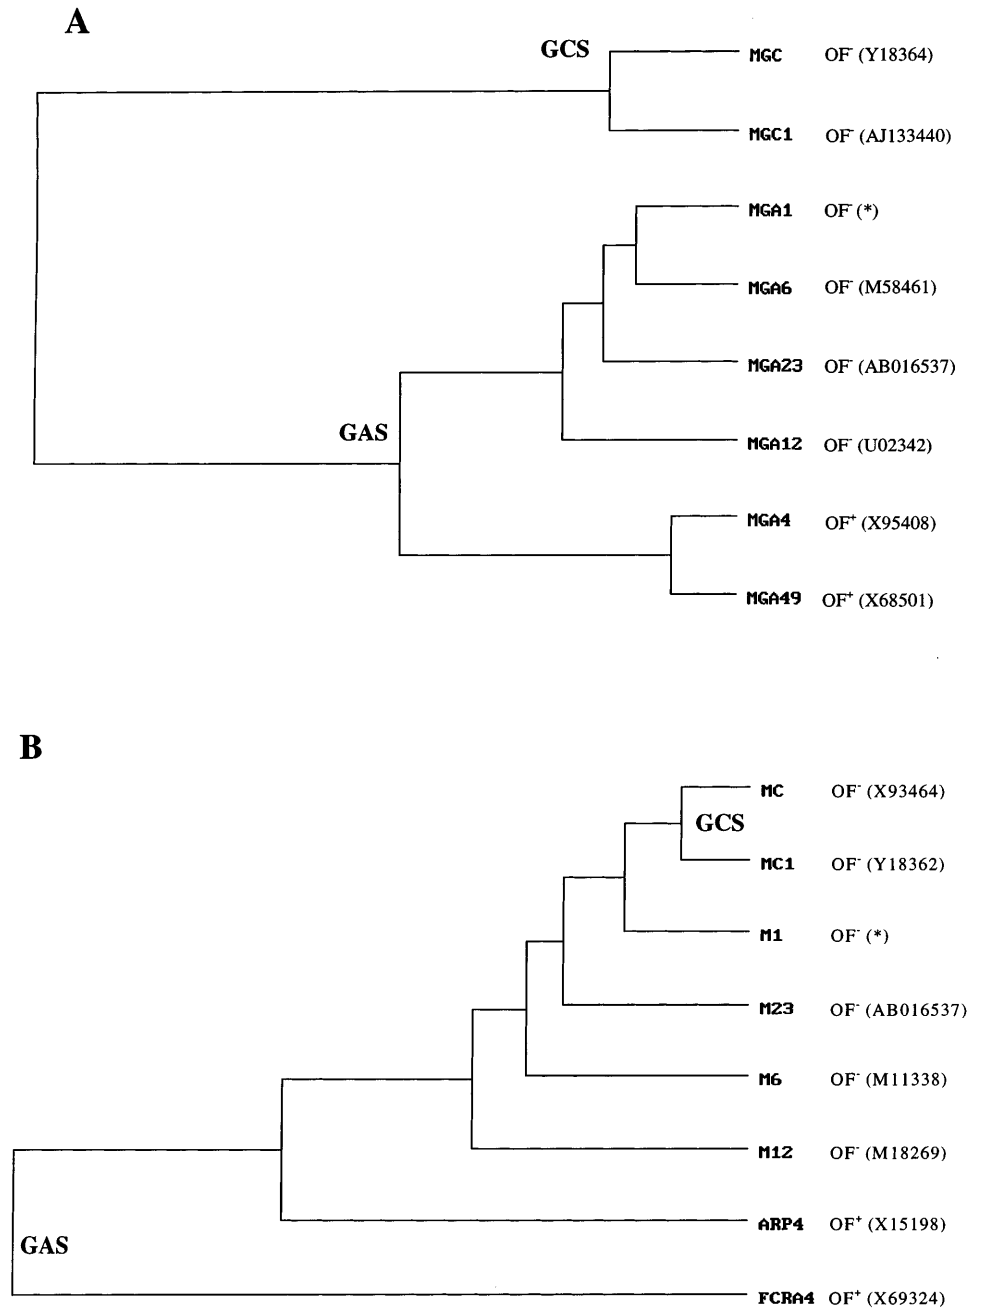 A
GCS
MGC OF⁻ (Y18364)
MGC1 OF⁻ (AJ133440)
MGA1 OF⁻ (*)
MGA6 OF⁻ (M58461)
MGA23 OF⁻ (AB016537)
GAS
MGA12 OF⁻ (U02342)
MGA4 OF⁺ (X95408)
MGA49 OF⁺ (X68501)
B
MC OF⁻ (X93464)
GCS
MC1 OF⁻ (Y18362)
M1 OF⁻ (*)
M23 OF⁻ (AB016537)
M6 OF⁻ (M11338)
M12 OF⁻ (M18269)
ARP4 OF⁺ (X15198)
GAS
FCRA4 OF⁺ (X69324)